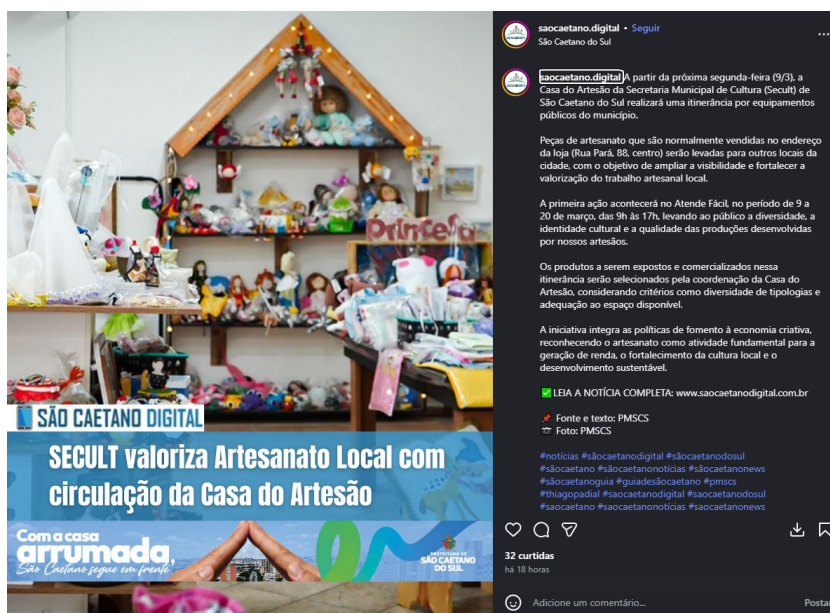 Princesa
SÃO CAETANO DIGITAL
SECULT valoriza Artesanato Local com
circulação da Casa do Artesão
Com a casa
arrumada,
São Caetano segue em frente
PREFEITURA DE
SÃO CAETANO
DO SUL
saocaetano.digital • Seguir
São Caetano do Sul
saocaetano.digital A partir da próxima segunda-feira (9/3), a
Casa do Artesão da Secretaria Municipal de Cultura (Secult) de
São Caetano do Sul realizará uma itinerância por equipamentos
públicos do município.
Peças de artesanato que são normalmente vendidas no endereço
da loja (Rua Pará, 88, centro) serão levadas para outros locais da
cidade, com o objetivo de ampliar a visibilidade e fortalecer a
valorização do trabalho artesanal local.
A primeira ação acontecerá no Atende Fácil, no período de 9 a
20 de março, das 9h às 17h, levando ao público a diversidade, a
identidade cultural e a qualidade das produções desenvolvidas
por nossos artesãos.
Os produtos a serem expostos e comercializados nessa
itinerância serão selecionados pela coordenação da Casa do
Artesão, considerando critérios como diversidade de tipologias e
adequação ao espaço disponível.
A iniciativa integra as políticas de fomento à economia criativa,
reconhecendo o artesanato como atividade fundamental para a
geração de renda, o fortalecimento da cultura local e o
desenvolvimento sustentável.
✅ LEIA A NOTÍCIA COMPLETA: www.saocaetanodigital.com.br
📌 Fonte e texto: PMSCS
📷 Foto: PMSCS
#notícias #sãocaetanodigital #sãocaetanodosul
#sãocaetano #sãocaetanonotícias #sãocaetanonews
#sãocaetanoguia #guiadesãocaetano #pmscs
#thiagopadial #saocaetanodigital #saocaetanodosul
#saocaetano #saocaetanonotícias #saocaetanonews
32 curtidas
há 18 horas
Adicione um comentário...
Postar